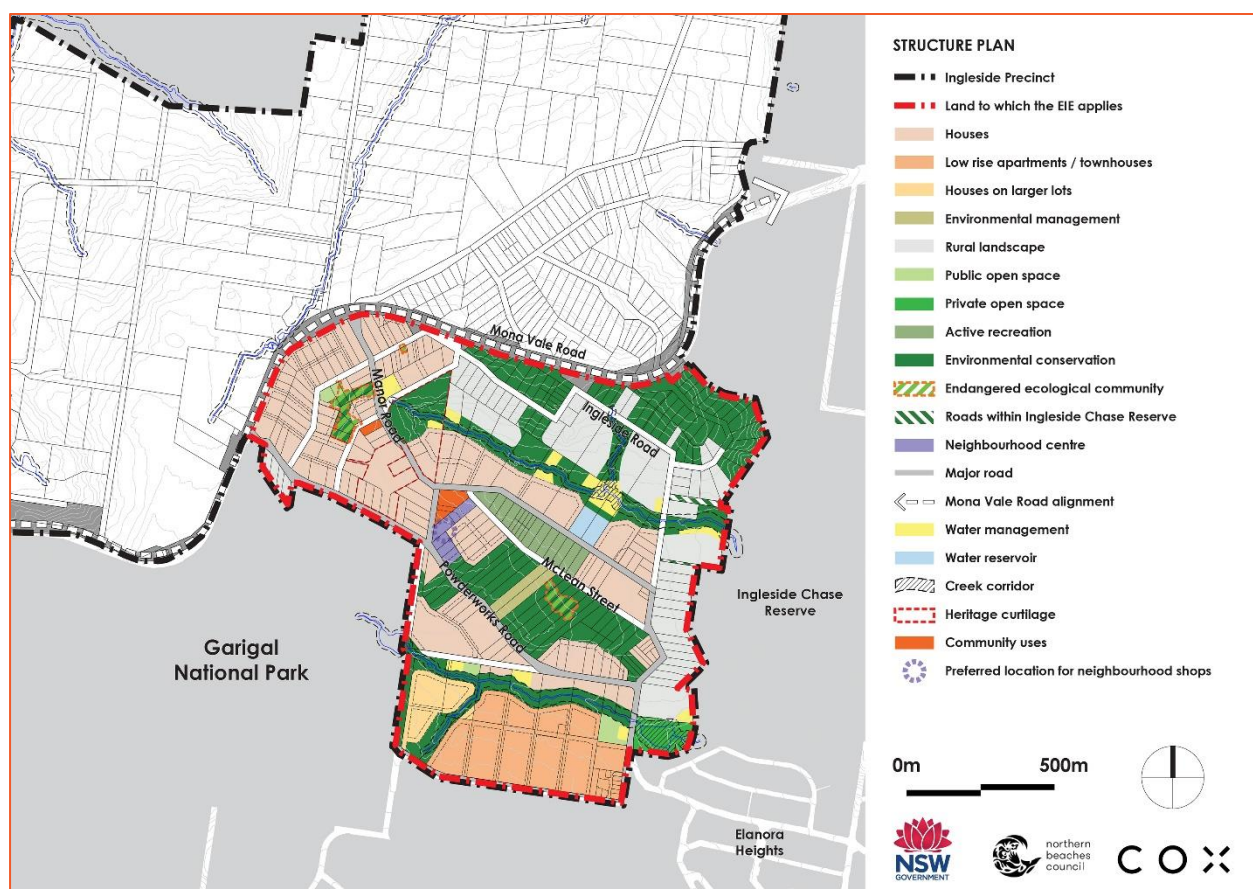 Mona Vale Road
Manor Road
Ingleside Road
McLean Street
Powderworks Road
Ingleside Chase
Reserve
Garigal
National Park
Elanora
Heights
STRUCTURE PLAN
Ingleside Precinct
Land to which the EIE applies
Houses
Low rise apartments / townhouses
Houses on larger lots
Environmental management
Rural landscape
Public open space
Private open space
Active recreation
Environmental conservation
Endangered ecological community
Roads within Ingleside Chase Reserve
Neighbourhood centre
Major road
Mona Vale Road alignment
Water management
Water reservoir
Creek corridor
Heritage curtilage
Community uses
Preferred location for neighbourhood shops
0m 500m
NSW
GOVERNMENT
northern
beaches
council
COX